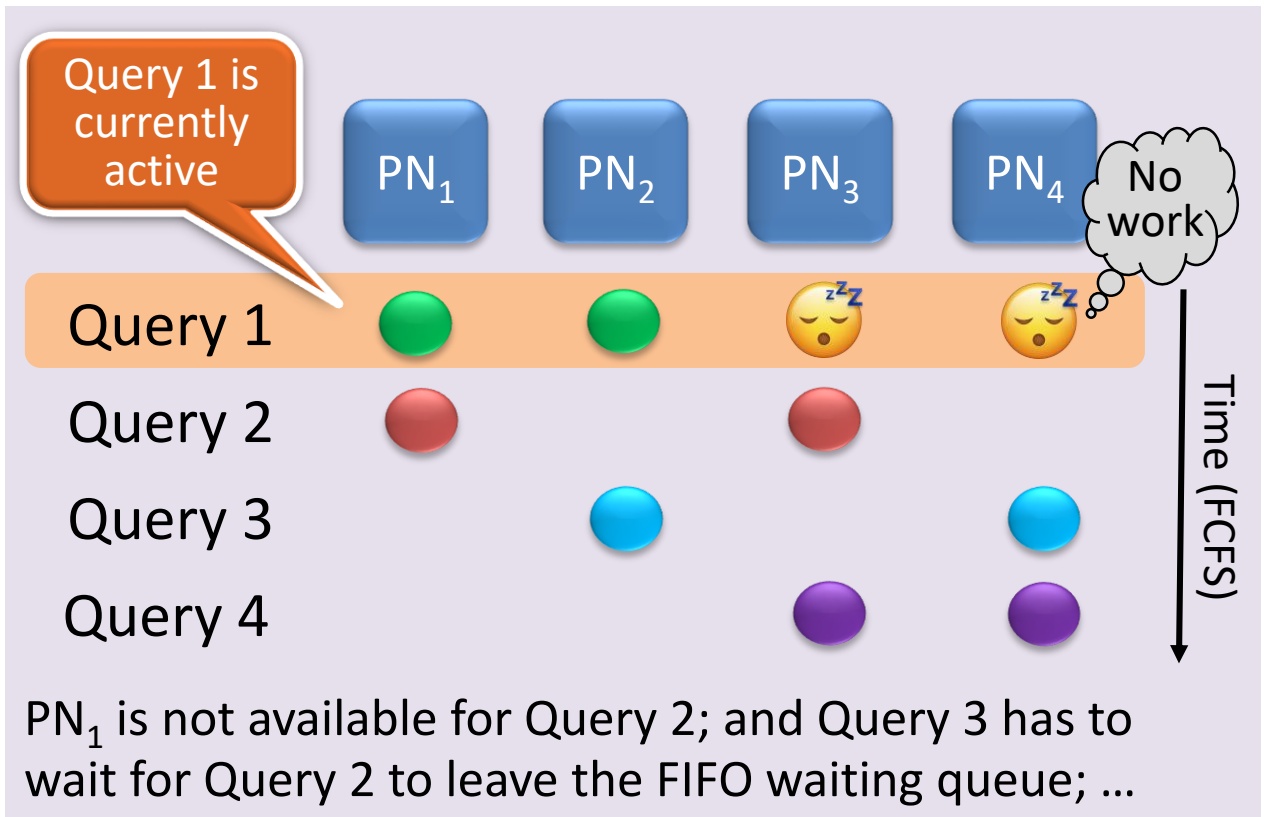 Query 1 is
currently
active
PN₁
PN₂
PN₃
PN₄
No
work
zzZ
zzZ
Query 1
Query 2
Query 3
Query 4
Time (FCFS)
PN₁ is not available for Query 2; and Query 3 has to
wait for Query 2 to leave the FIFO waiting queue; …